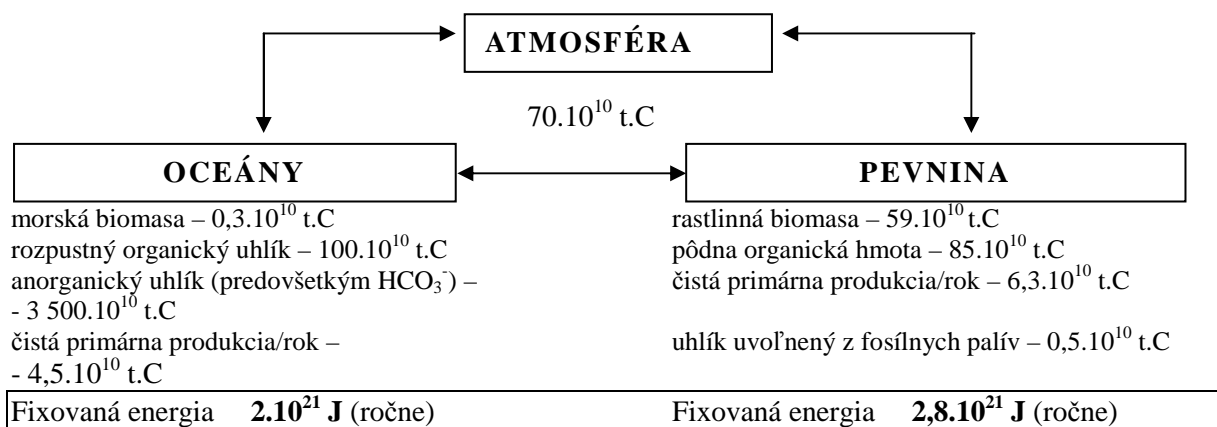 ATMOSFÉRA
70.10¹⁰ t.C
OCEÁNY
morská biomasa – 0,3.10¹⁰ t.C
rozpustný organický uhlík – 100.10¹⁰ t.C
anorganický uhlík (predovšetkým HCO₃⁻) –
- 3 500.10¹⁰ t.C
čistá primárna produkcia/rok –
- 4,5.10¹⁰ t.C
PEVNINA
rastlinná biomasa – 59.10¹⁰ t.C
pôdna organická hmota – 85.10¹⁰ t.C
čistá primárna produkcia/rok – 6,3.10¹⁰ t.C
uhlík uvoľnený z fosílnych palív – 0,5.10¹⁰ t.C
Fixovaná energia 2.10²¹ J (ročne)
Fixovaná energia 2,8.10²¹ J (ročne)